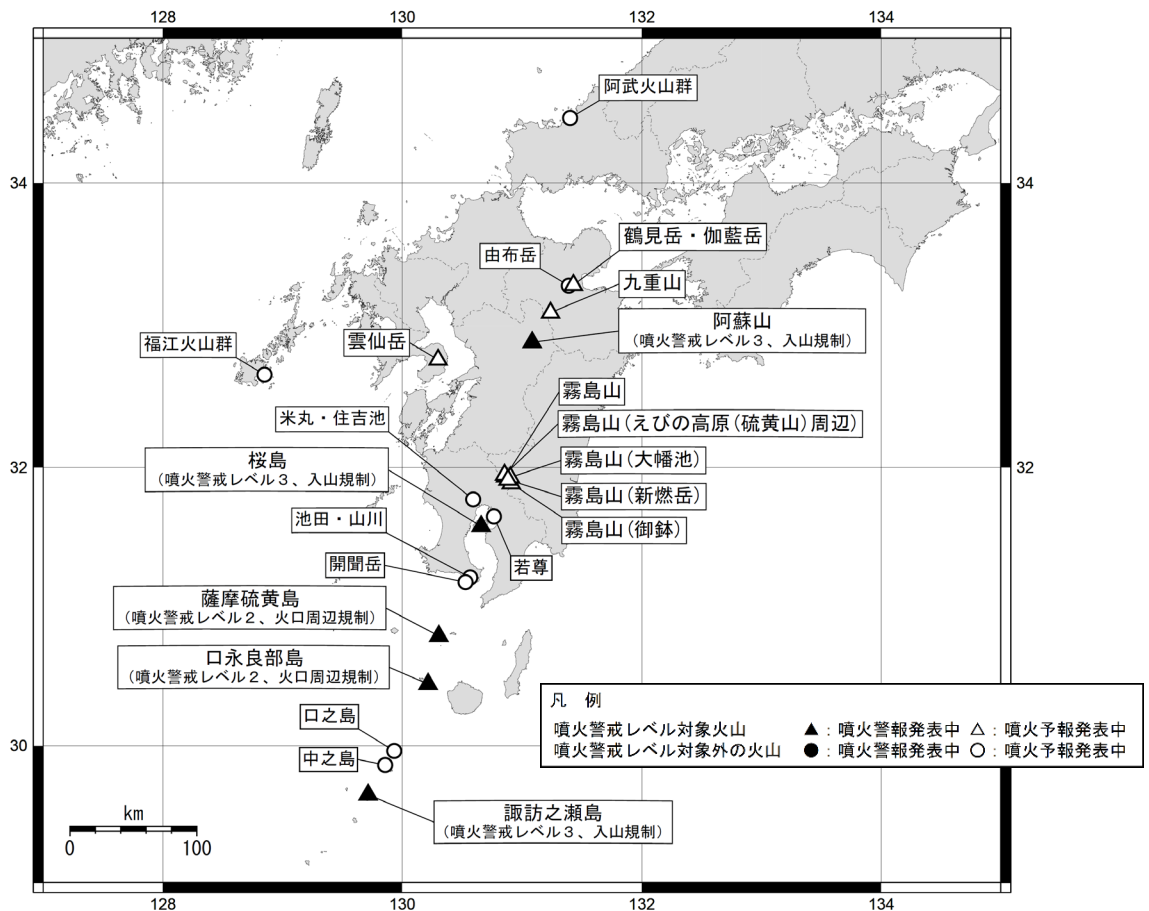 128
130
132
134
阿武火山群
34
34
鶴見岳・伽藍岳
由布岳
九重山
阿蘇山
(噴火警戒レベル3、入山規制)
福江火山群
雲仙岳
霧島山
米丸・住吉池
霧島山(えびの高原(硫黄山)周辺)
桜島
(噴火警戒レベル3、入山規制)
霧島山(大幡池)
32
32
霧島山(新燃岳)
池田・山川
霧島山(御鉢)
開聞岳
若尊
薩摩硫黄島
(噴火警戒レベル2、火口周辺規制)
口永良部島
(噴火警戒レベル2、火口周辺規制)
凡 例
噴火警戒レベル対象火山 ▲:噴火警報発表中 △:噴火予報発表中
噴火警戒レベル対象外の火山 ●:噴火警報発表中 ○:噴火予報発表中
口之島
30
中之島
諏訪之瀬島
(噴火警戒レベル3、入山規制)
km
0 100
128
130
132
134